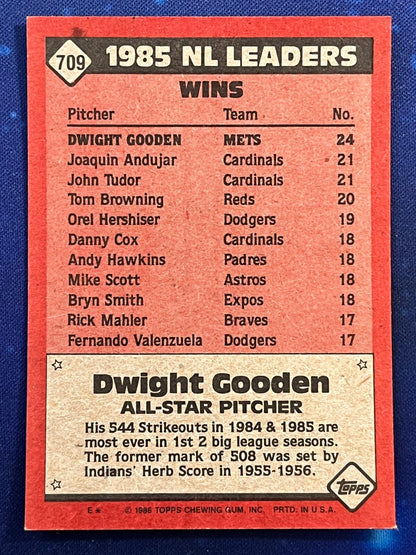 709 1985 NL LEADERS
WINS
Pitcher Team No.
DWIGHT GOODEN METS 24
Joaquin Andujar Cardinals 21
John Tudor Cardinals 21
Tom Browning Reds 20
Orel Hershiser Dodgers 19
Danny Cox Cardinals 18
Andy Hawkins Padres 18
Mike Scott Astros 18
Bryn Smith Expos 18
Rick Mahler Braves 17
Fernando Valenzuela Dodgers 17
Dwight Gooden
ALL-STAR PITCHER
His 544 Strikeouts in 1984 & 1985 are
most ever in 1st 2 big league seasons.
The former mark of 508 was set by
Indians' Herb Score in 1955-1956.
topps
E* © 1986 TOPPS CHEWING GUM, INC. PRTD. IN U.S.A.